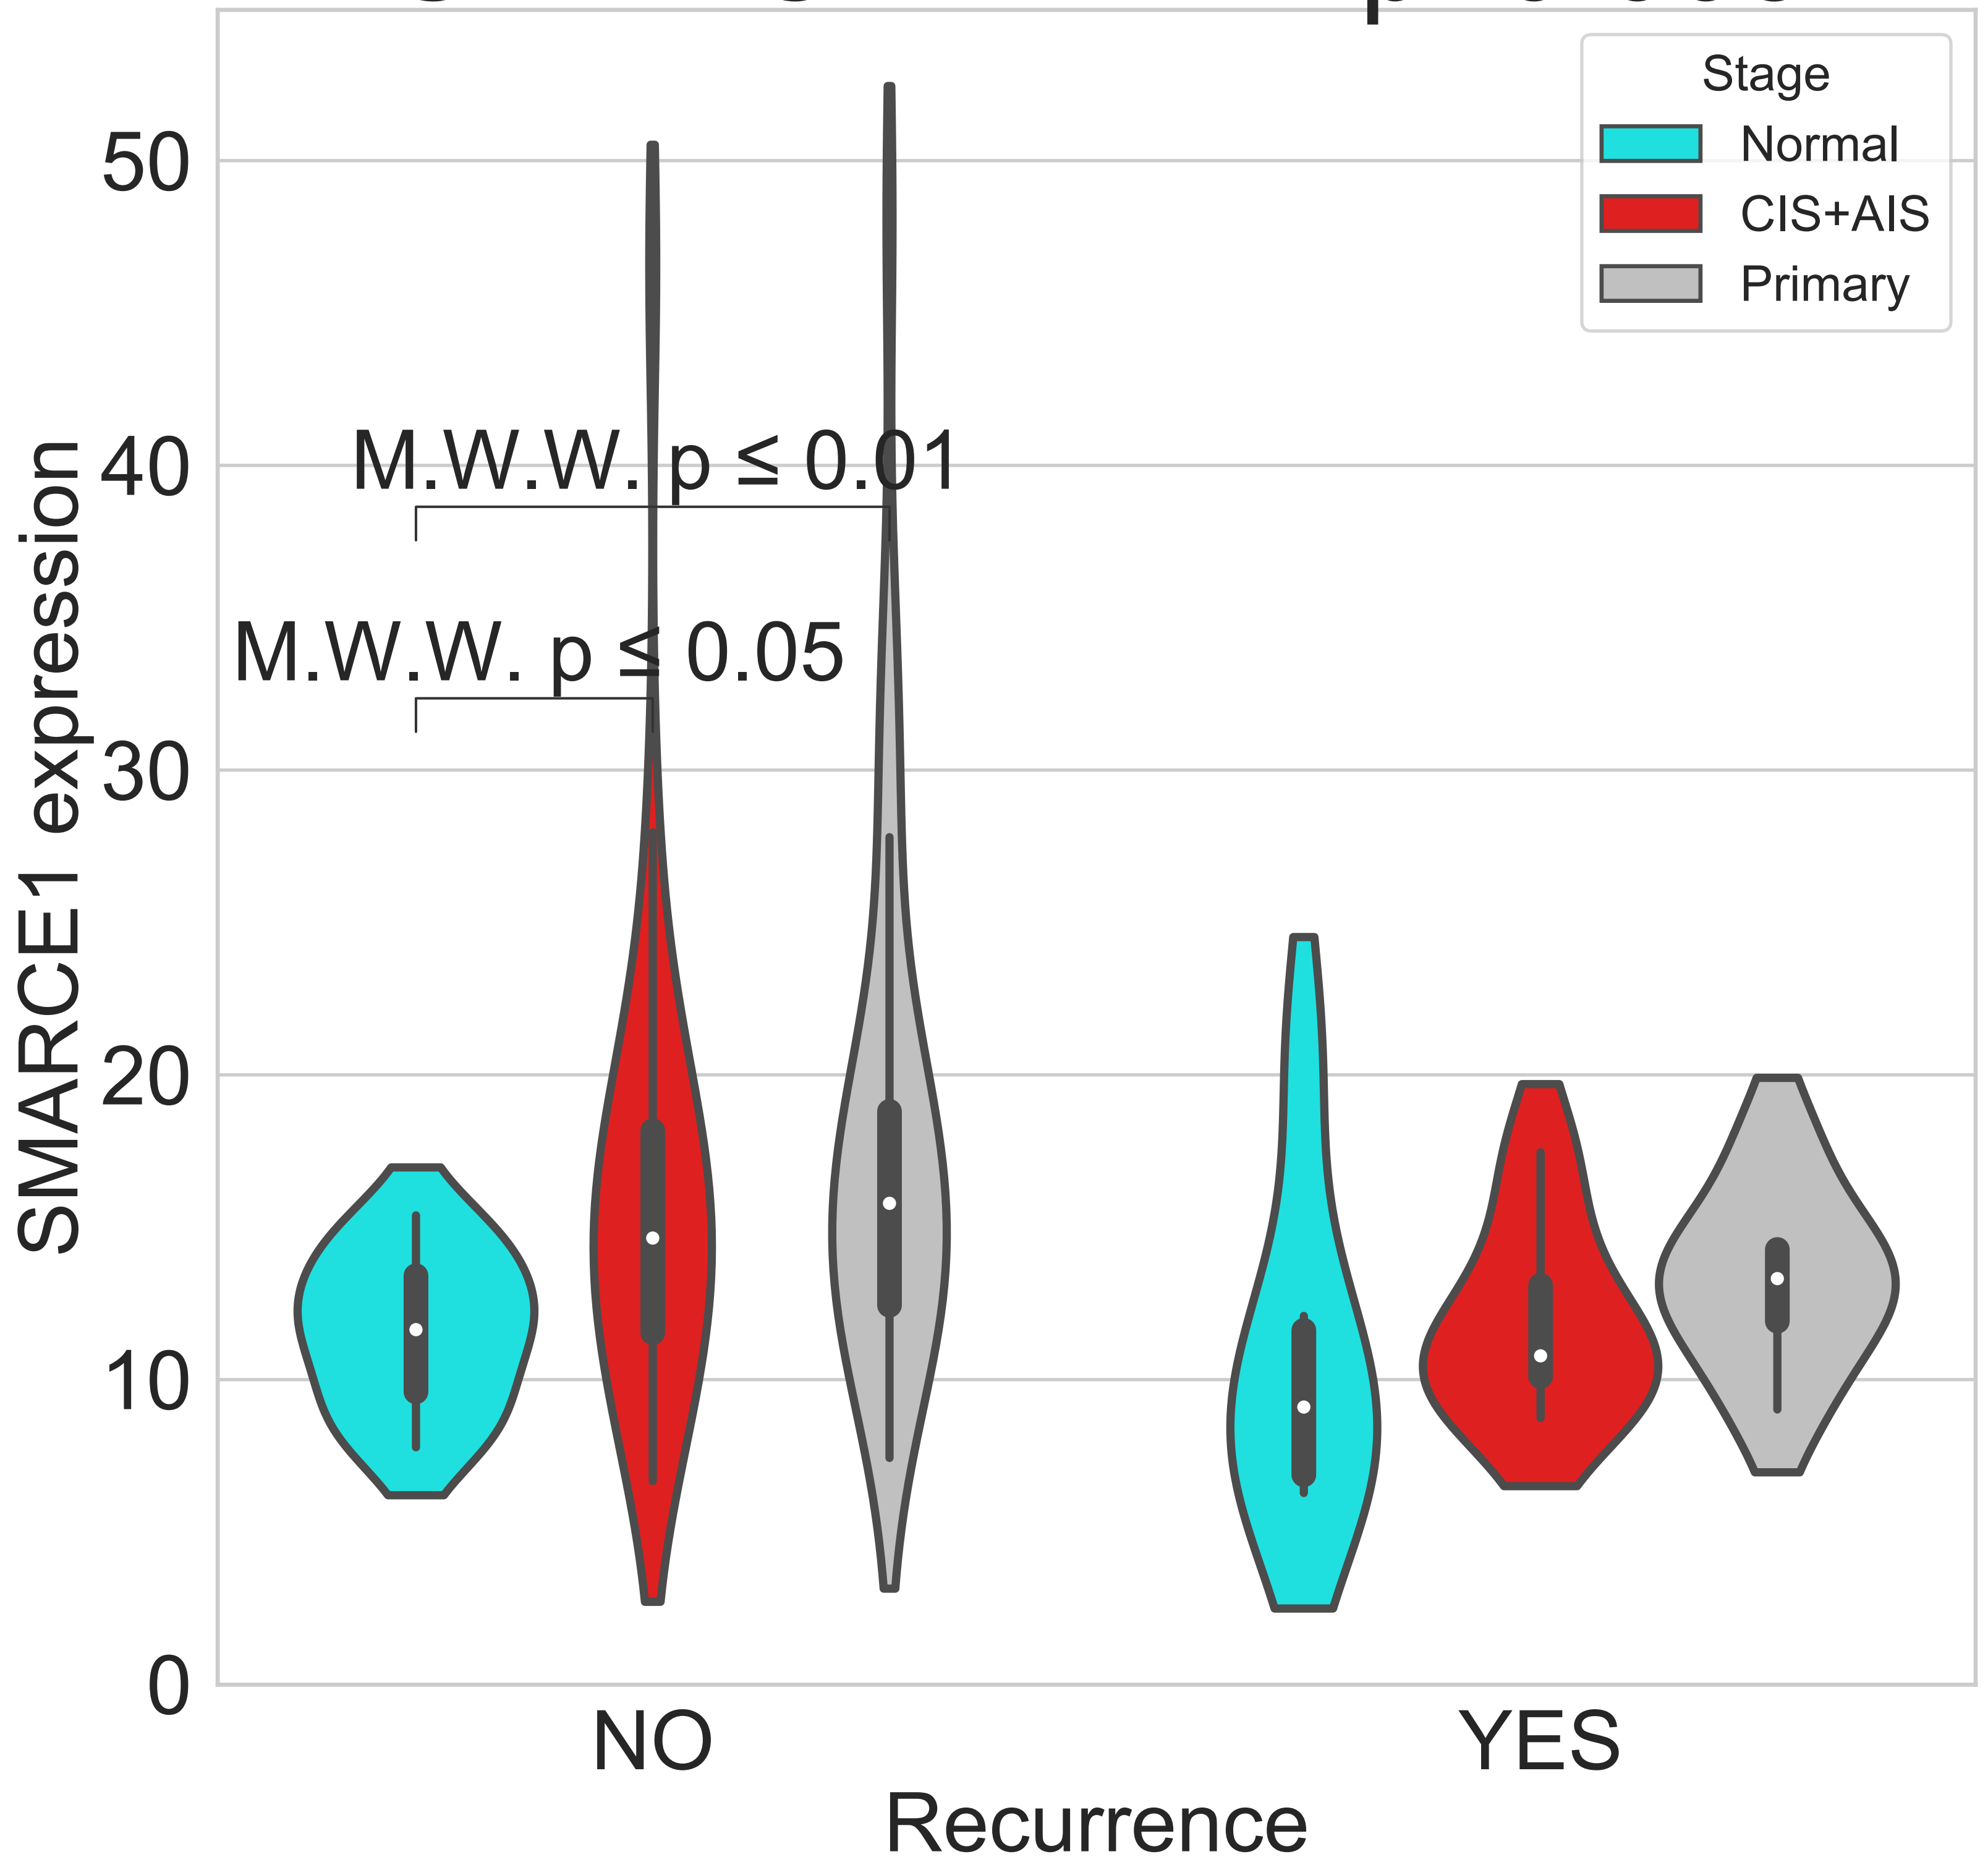 Stage
Normal
CIS+AIS
Primary
50
40
30
20
10
0
SMARCE1 expression
M.W.W. p ≤ 0.01
M.W.W. p ≤ 0.05
NO
YES
Recurrence